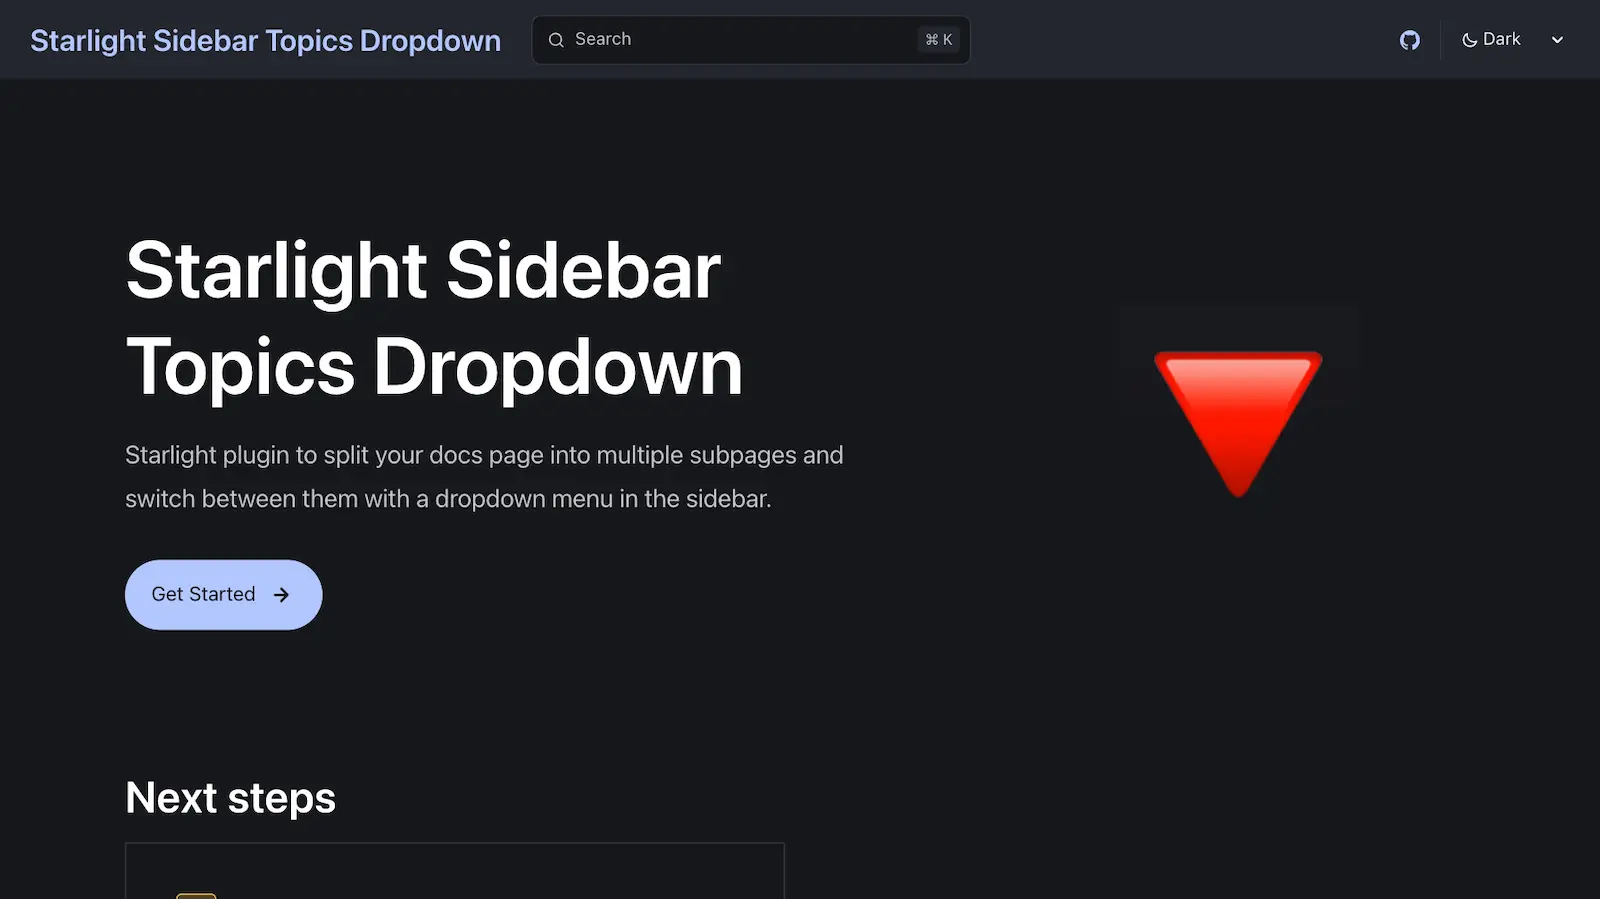 Starlight Sidebar Topics Dropdown
Search
⌘ K
Dark
Starlight Sidebar
Topics Dropdown
Starlight plugin to split your docs page into multiple subpages and
switch between them with a dropdown menu in the sidebar.
Get Started
Next steps